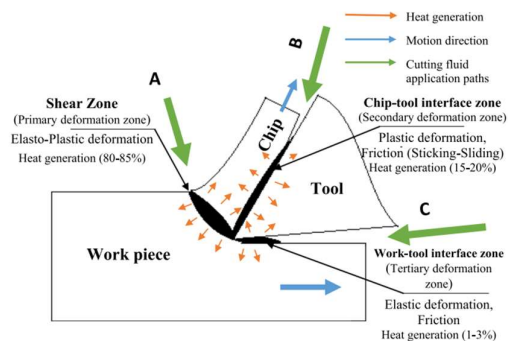 Heat generation
Motion direction
Cutting fluid
application paths
A
B
Shear Zone
(Primary deformation zone)
Elasto-Plastic deformation
Heat generation (80-85%)
Chip
Chip-tool interface zone
(Secondary deformation zone)
Plastic deformation,
Friction (Sticking-Sliding)
Heat generation (15-20%)
Tool
C
Work piece
Work-tool interface zone
(Tertiary deformation
zone)
Elastic deformation,
Friction
Heat generation (1-3%)